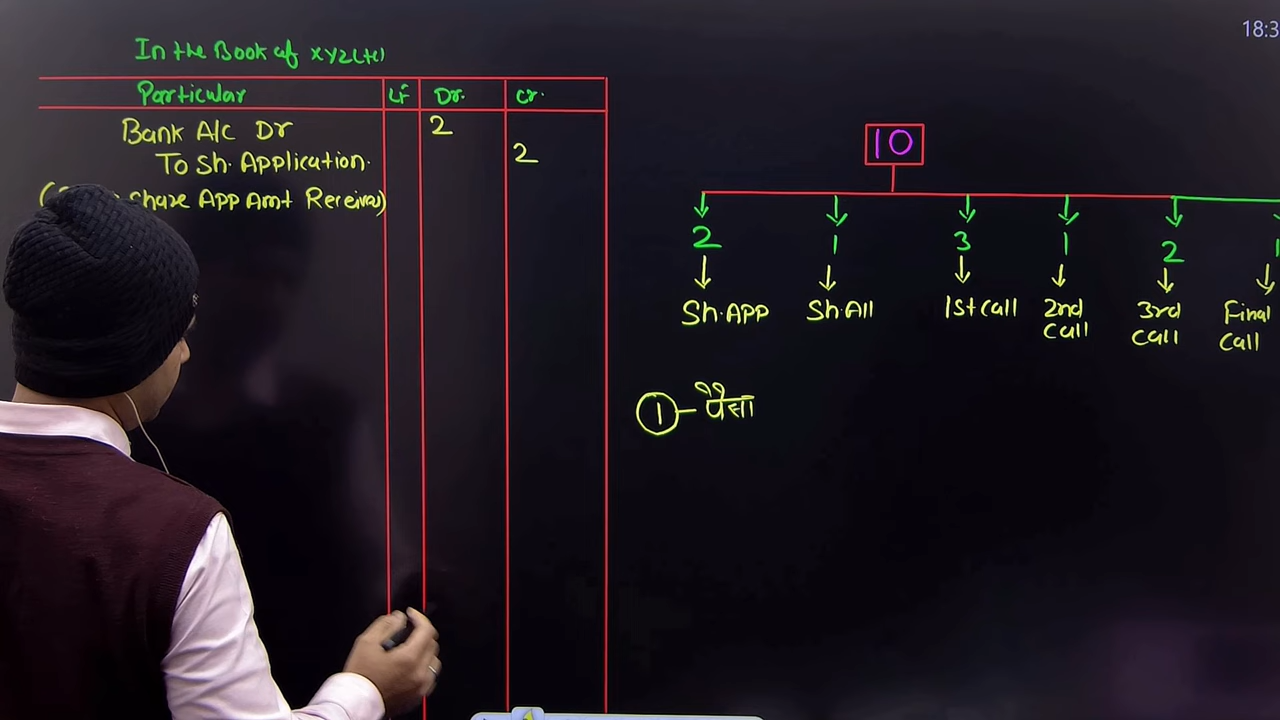 In the Book of XYZ Ltd
18:3
Particular LF Dr. Cr.
Bank A/c Dr 2
To Sh. Application. 2
share App Amt Receives)
10
2 1 3 1 2 1
Sh. APP Sh. All 1st call 2nd call 3rd call Final call
① - पैसा